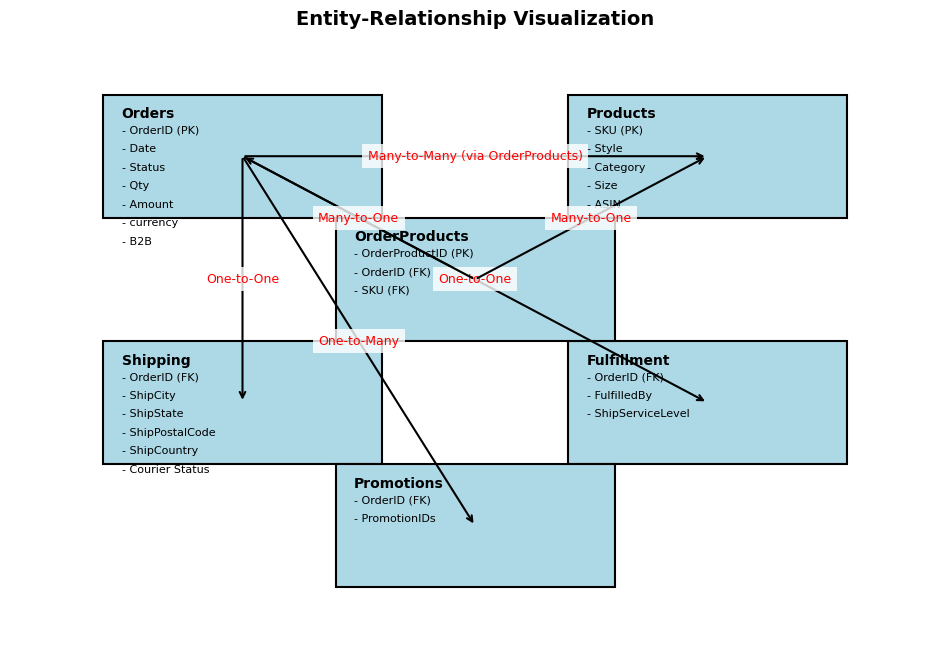 Entity-Relationship Visualization
Orders
- OrderID (PK)
- Date
- Status
- Qty
- Amount
- currency
- B2B
Products
- SKU (PK)
- Style
- Category
- Size
- ASIN
Many-to-Many (via OrderProducts)
Many-to-One
Many-to-One
OrderProducts
- OrderProductID (PK)
- OrderID (FK)
- SKU (FK)
One-to-One
One-to-One
One-to-Many
Shipping
- OrderID (FK)
- ShipCity
- ShipState
- ShipPostalCode
- ShipCountry
- Courier Status
Fulfillment
- OrderID (FK)
- FulfilledBy
- ShipServiceLevel
Promotions
- OrderID (FK)
- PromotionIDs